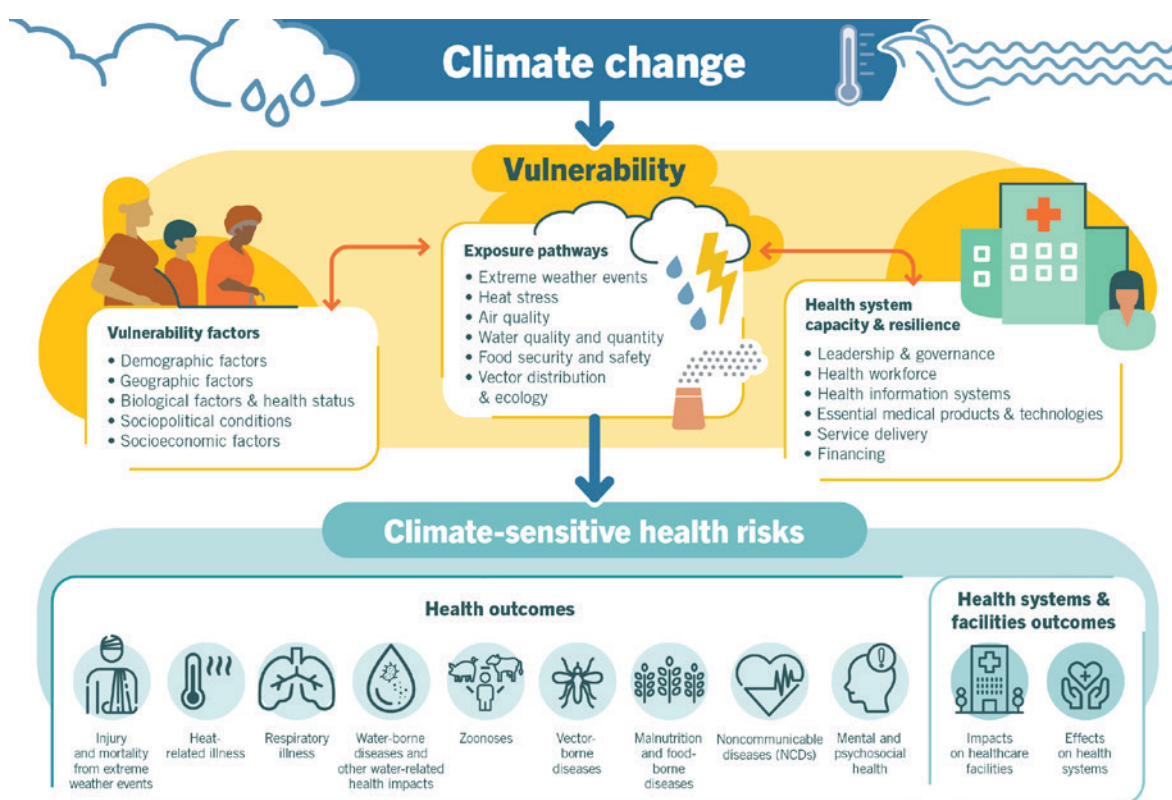 Climate change
Vulnerability
Vulnerability factors
• Demographic factors
• Geographic factors
• Biological factors & health status
• Sociopolitical conditions
• Socioeconomic factors
Exposure pathways
• Extreme weather events
• Heat stress
• Air quality
• Water quality and quantity
• Food security and safety
• Vector distribution
& ecology
Health system
capacity & resilience
• Leadership & governance
• Health workforce
• Health information systems
• Essential medical products & technologies
• Service delivery
• Financing
Climate-sensitive health risks
Health outcomes
Injury
and mortality
from extreme
weather events
Heat-
related illness
Respiratory
illness
Water-borne
diseases and
other water-related
health impacts
Zoonoses
Vector-
borne
diseases
Malnutrition
and food-
borne
diseases
Noncommunicable
diseases (NCDs)
Mental and
psychosocial
health
Health systems &
facilities outcomes
Impacts
on healthcare
facilities
Effects
on health
systems